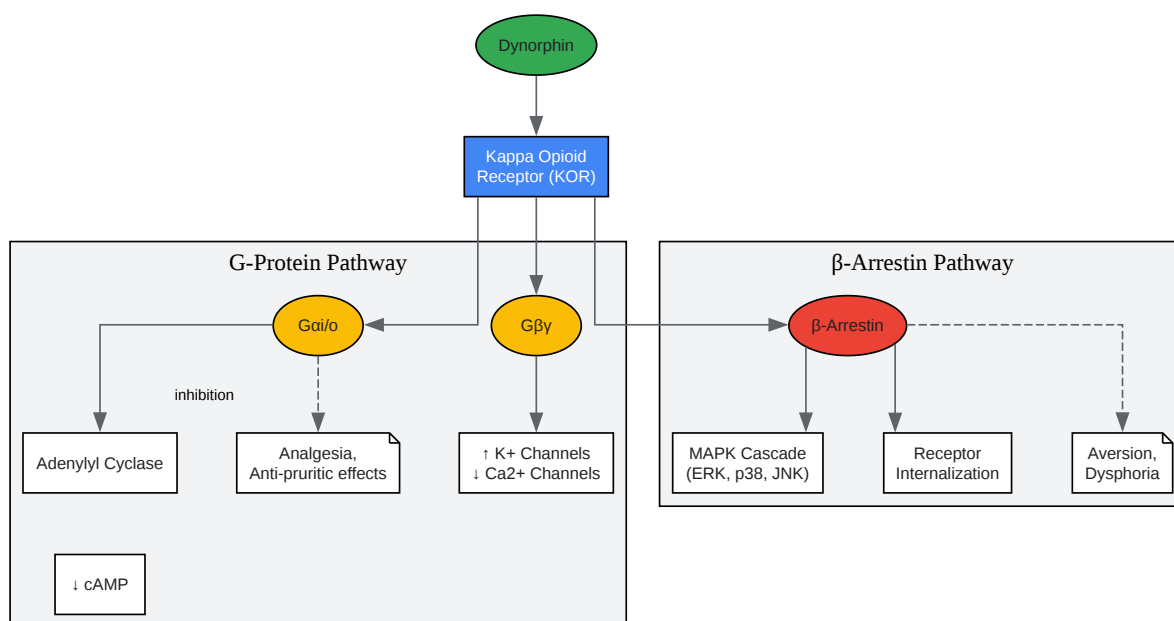 Dynorphin
Kappa Opioid
Receptor (KOR)
G-Protein Pathway
β-Arrestin Pathway
Gαi/o
Gβγ
β-Arrestin
inhibition
Adenylyl Cyclase
Analgesia,
Anti-pruritic effects
↑ K+ Channels
↓ Ca2+ Channels
MAPK Cascade
(ERK, p38, JNK)
Receptor
Internalization
Aversion,
Dysphoria
↓ cAMP